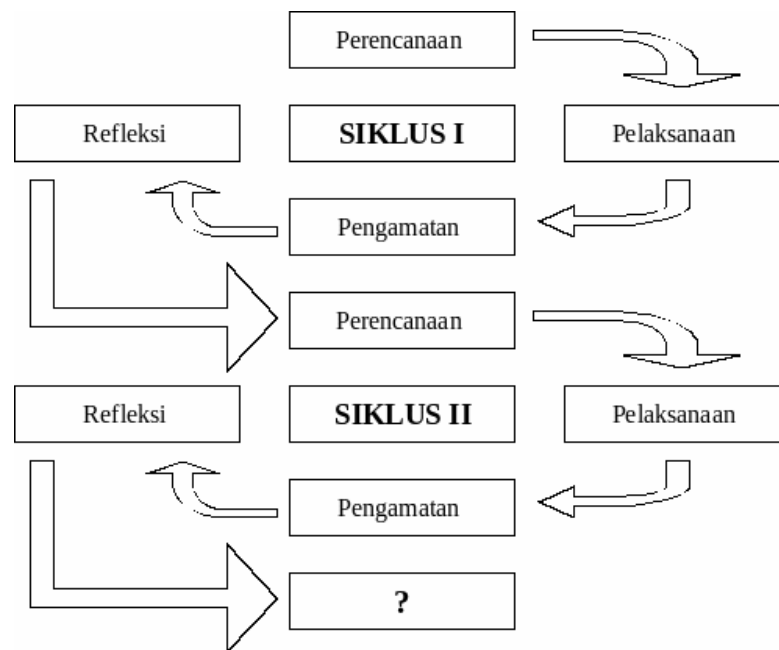 Perencanaan
Refleksi
SIKLUS I
Pelaksanaan
Pengamatan
Perencanaan
Refleksi
SIKLUS II
Pelaksanaan
Pengamatan
?